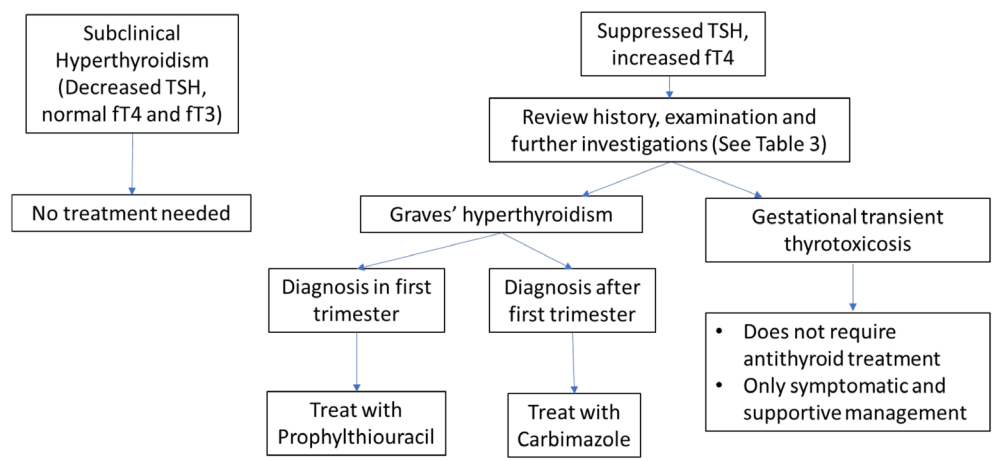 Subclinical
Hyperthyroidism
(Decreased TSH,
normal fT4 and fT3)
No treatment needed
Suppressed TSH,
increased fT4
Review history, examination and
further investigations (See Table 3)
Graves' hyperthyroidism
Gestational transient
thyrotoxicosis
Diagnosis in first
trimester
Diagnosis after
first trimester
• Does not require
antithyroid treatment
• Only symptomatic and
supportive management
Treat with
Prophylthiouracil
Treat with
Carbimazole